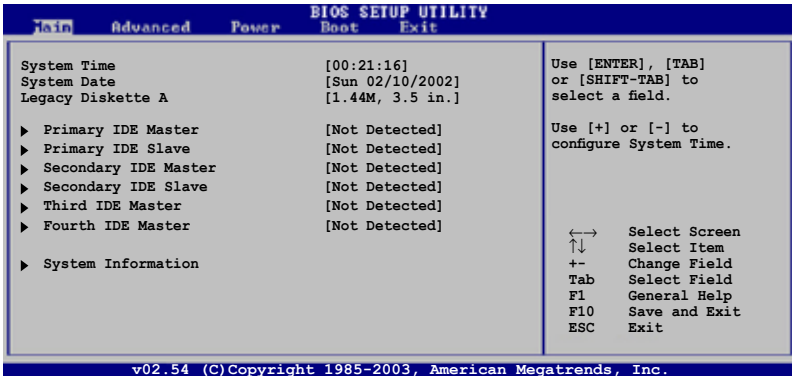 BIOS SETUP UTILITY
Main Advanced Power Boot Exit
System Time [00:21:16]
System Date [Sun 02/10/2002]
Legacy Diskette A [1.44M, 3.5 in.]
Primary IDE Master [Not Detected]
Primary IDE Slave [Not Detected]
Secondary IDE Master [Not Detected]
Secondary IDE Slave [Not Detected]
Third IDE Master [Not Detected]
Fourth IDE Master [Not Detected]
System Information
Use [ENTER], [TAB]
or [SHIFT-TAB] to
select a field.
Use [+] or [-] to
configure System Time.
←→ Select Screen
↑↓ Select Item
+- Change Field
Tab Select Field
F1 General Help
F10 Save and Exit
ESC Exit
v02.54 (C)Copyright 1985-2003, American Megatrends, Inc.